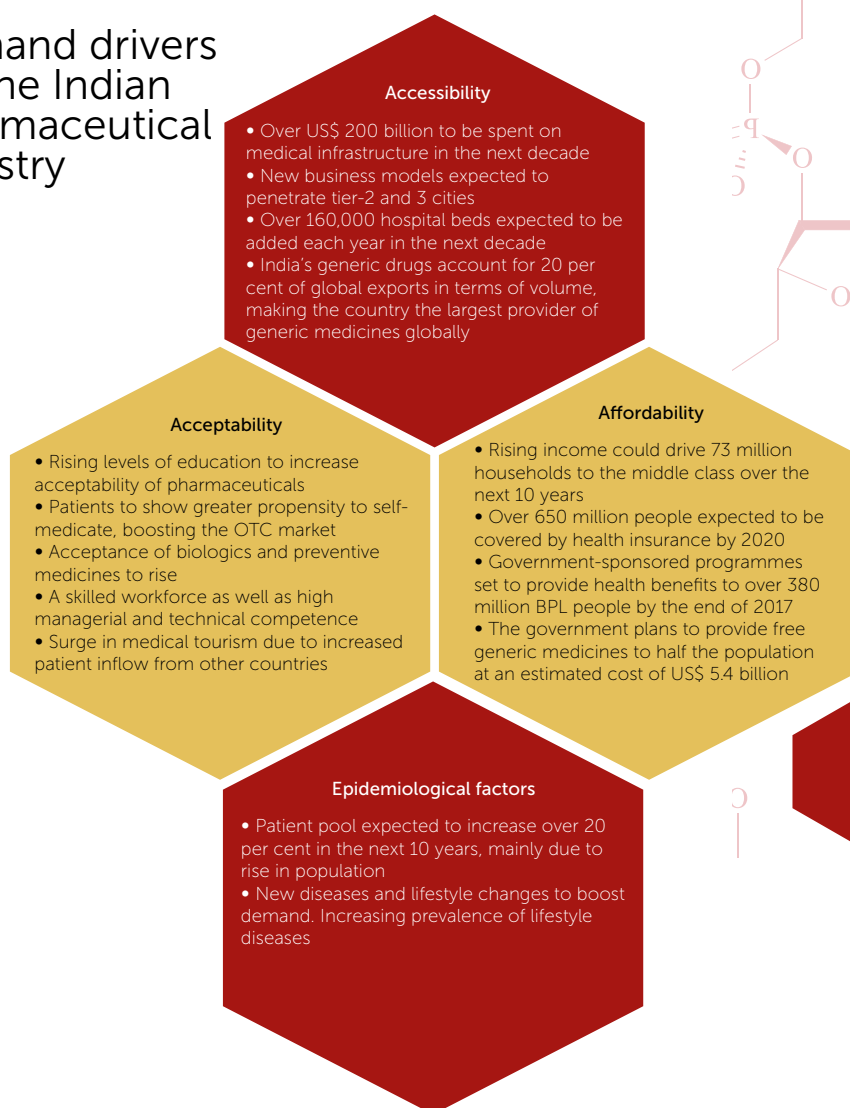 mand drivers
he Indian
maceutical
stry
Accessibility
• Over US$ 200 billion to be spent on
medical infrastructure in the next decade
• New business models expected to
penetrate tier-2 and 3 cities
• Over 160,000 hospital beds expected to be
added each year in the next decade
• India's generic drugs account for 20 per
cent of global exports in terms of volume,
making the country the largest provider of
generic medicines globally
O
P
O
O
Acceptability
• Rising levels of education to increase
acceptability of pharmaceuticals
• Patients to show greater propensity to self-
medicate, boosting the OTC market
• Acceptance of biologics and preventive
medicines to rise
• A skilled workforce as well as high
managerial and technical competence
• Surge in medical tourism due to increased
patient inflow from other countries
Affordability
• Rising income could drive 73 million
households to the middle class over the
next 10 years
• Over 650 million people expected to be
covered by health insurance by 2020
• Government-sponsored programmes
set to provide health benefits to over 380
million BPL people by the end of 2017
• The government plans to provide free
generic medicines to half the population
at an estimated cost of US$ 5.4 billion
Epidemiological factors
• Patient pool expected to increase over 20
per cent in the next 10 years, mainly due to
rise in population
• New diseases and lifestyle changes to boost
demand. Increasing prevalence of lifestyle
diseases